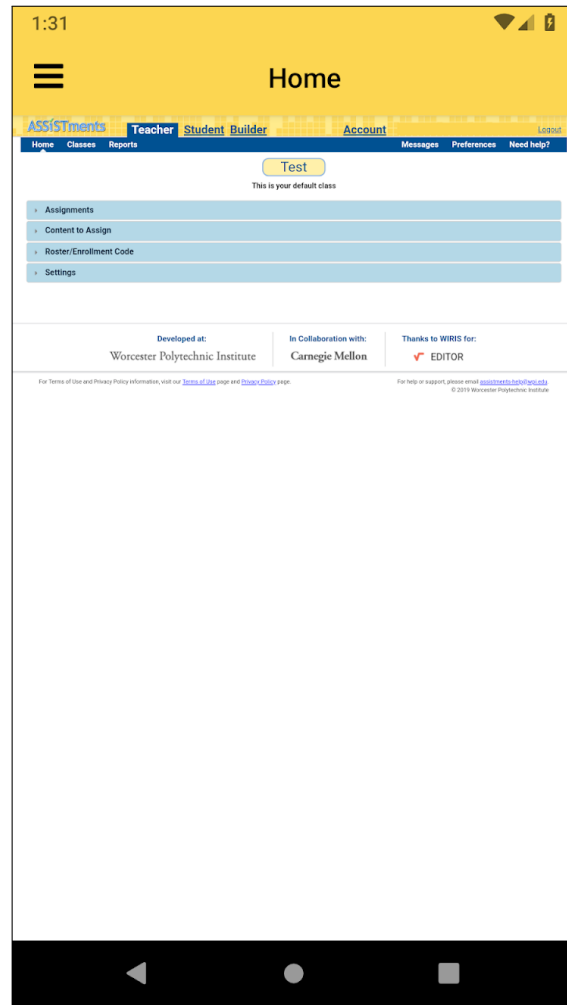 1:31
Home
ASSiSTments Teacher Student Builder Account Logout
Home Classes Reports Messages Preferences Need help?
Test
This is your default class
Assignments
Content to Assign
Roster/Enrollment Code
Settings
Developed at: In Collaboration with: Thanks to WIRIS for:
Worcester Polytechnic Institute Carnegie Mellon EDITOR
For Terms of Use and Privacy Policy information, visit our Terms of Use page and Privacy Policy page. For help or support, please email assistments-help@wpi.edu.
© 2019 Worcester Polytechnic Institute